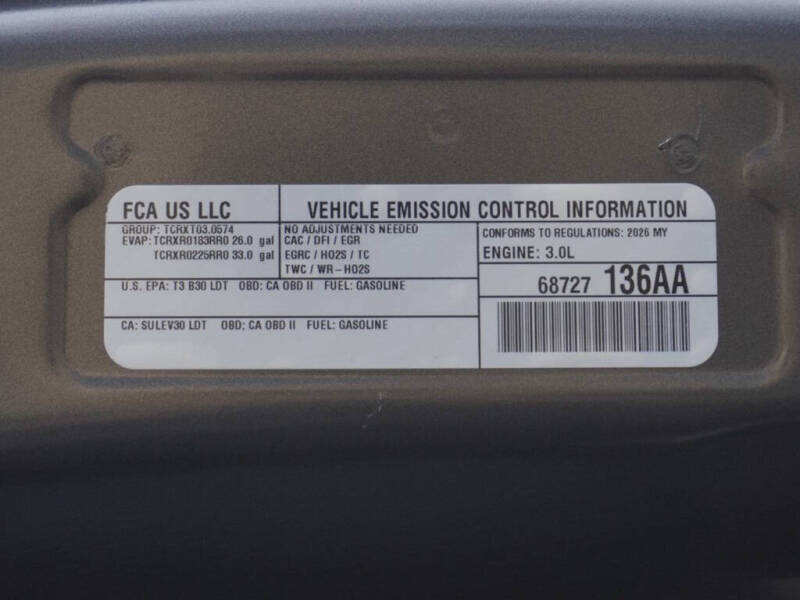 FCA US LLC
VEHICLE EMISSION CONTROL INFORMATION
GROUP: TCRXT03.0574
EVAP: TCRXR0183RR0 26.0 gal
TCRXR0225RR0 33.0 gal
NO ADJUSTMENTS NEEDED
CAC / DFI / EGR
EGRC / HO2S / TC
TWC / WR-HO2S
CONFORMS TO REGULATIONS: 2026 MY
ENGINE: 3.0L
U.S. EPA: T3 B30 LDT OBD: CA OBD II FUEL: GASOLINE
68727 136AA
CA: SULEV30 LDT OBD; CA OBD II FUEL: GASOLINE